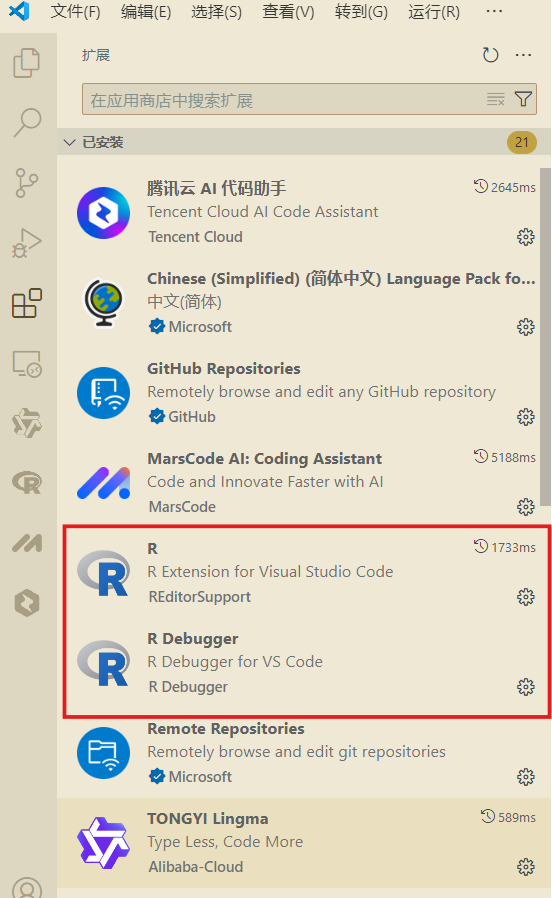 文件(F) 编辑(E) 选择(S) 查看(V) 转到(G) 运行(R) ···
扩展
在应用商店中搜索扩展
已安装 21
腾讯云 AI 代码助手 2645ms
Tencent Cloud AI Code Assistant
Tencent Cloud
Chinese (Simplified) (简体中文) Language Pack fo...
中文(简体)
Microsoft
GitHub Repositories
Remotely browse and edit any GitHub repository
GitHub
MarsCode AI: Coding Assistant 5188ms
Code and Innovate Faster with AI
MarsCode
R 1733ms
R Extension for Visual Studio Code
REditorSupport
R Debugger
R Debugger for VS Code
R Debugger
Remote Repositories
Remotely browse and edit git repositories
Microsoft
TONGYI Lingma 589ms
Type Less, Code More
Alibaba-Cloud